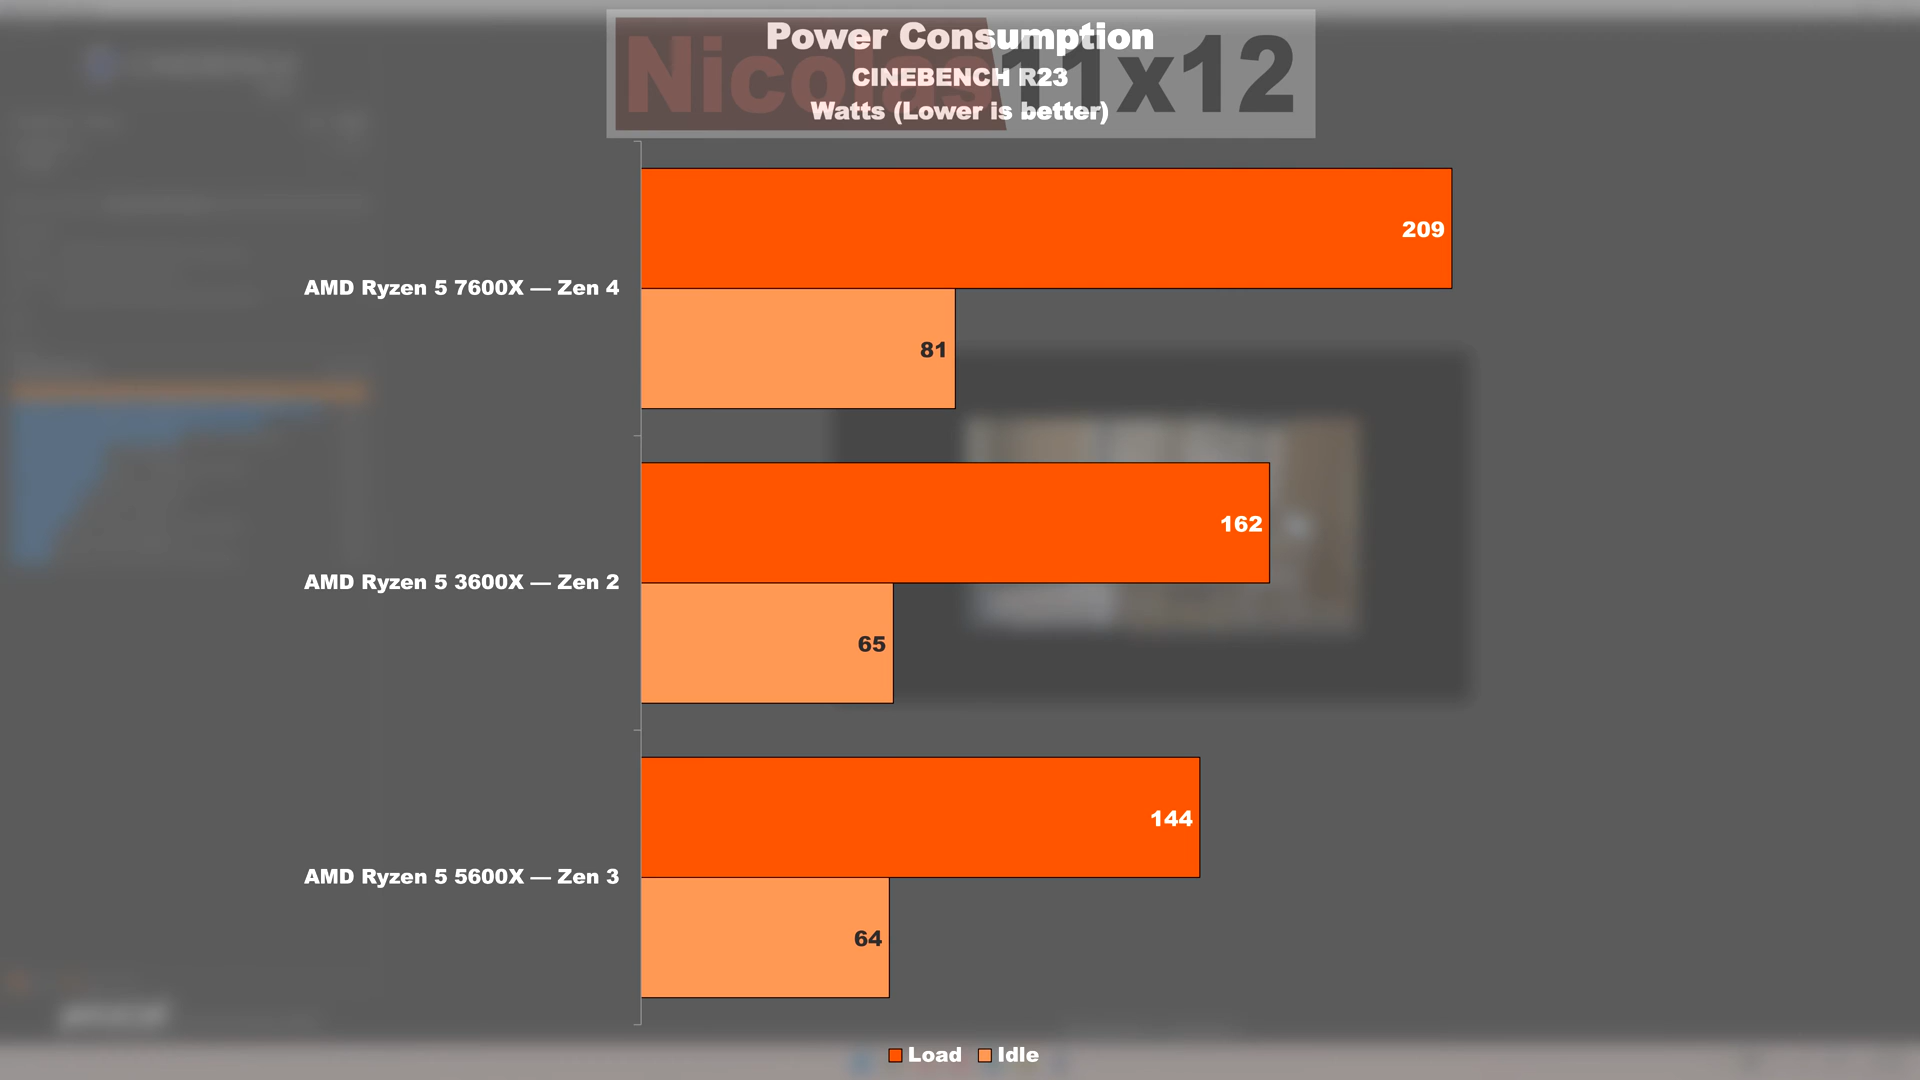 Nicolas11x12
Power Consumption
CINEBENCH R23
Watts (Lower is better)
209
AMD Ryzen 5 7600X — Zen 4
81
162
AMD Ryzen 5 3600X — Zen 2
65
144
AMD Ryzen 5 5600X — Zen 3
64
Load
Idle